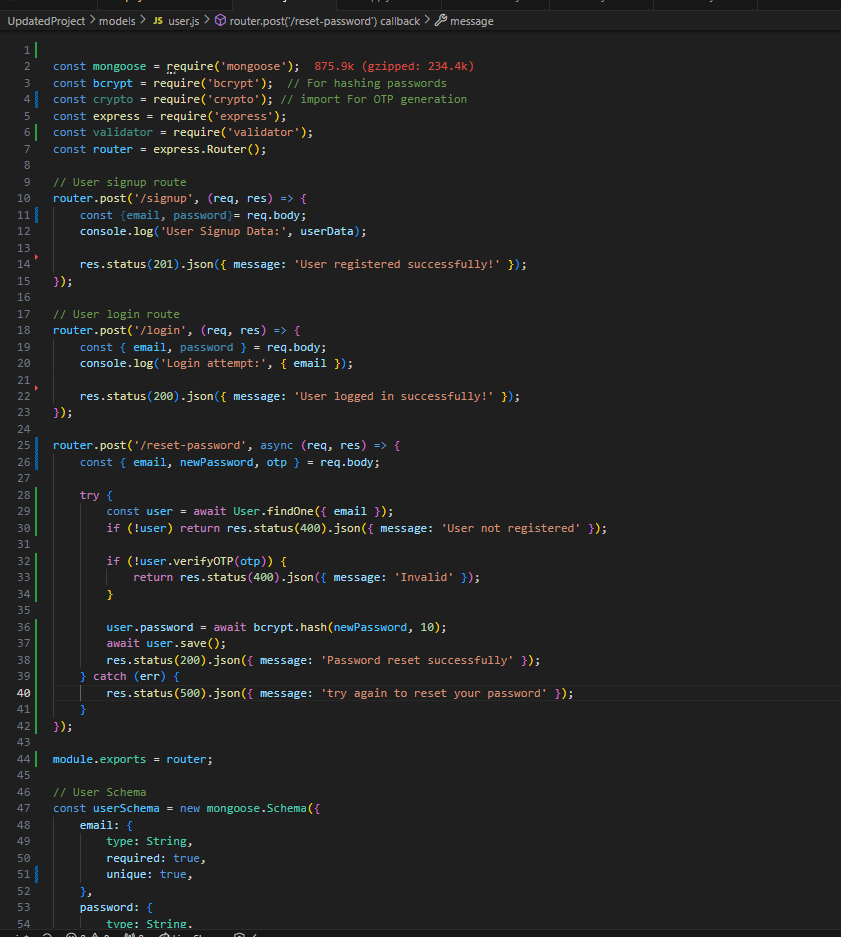 UpdatedProject > models > JS user.js > router.post('/reset-password') callback > message
1
2 const mongoose = require('mongoose'); 875.9k (gzipped: 234.4k)
3 const bcrypt = require('bcrypt'); // For hashing passwords
4 const crypto = require('crypto'); // import For OTP generation
5 const express = require('express');
6 const validator = require('validator');
7 const router = express.Router();
8
9 // User signup route
10 router.post('/signup', (req, res) => {
11 const {email, password}= req.body;
12 console.log('User Signup Data:', userData);
13
14 res.status(201).json({ message: 'User registered successfully!' });
15 });
16
17 // User login route
18 router.post('/login', (req, res) => {
19 const { email, password } = req.body;
20 console.log('Login attempt:', { email });
21
22 res.status(200).json({ message: 'User logged in successfully!' });
23 });
24
25 router.post('/reset-password', async (req, res) => {
26 const { email, newPassword, otp } = req.body;
27
28 try {
29 const user = await User.findOne({ email });
30 if (!user) return res.status(400).json({ message: 'User not registered' });
31
32 if (!user.verifyOTP(otp)) {
33 return res.status(400).json({ message: 'Invalid' });
34 }
35
36 user.password = await bcrypt.hash(newPassword, 10);
37 await user.save();
38 res.status(200).json({ message: 'Password reset successfully' });
39 } catch (err) {
40 res.status(500).json({ message: 'try again to reset your password' });
41 }
42 });
43
44 module.exports = router;
45
46 // User Schema
47 const userSchema = new mongoose.Schema({
48 email: {
49 type: String,
50 required: true,
51 unique: true,
52 },
53 password: {
54 type: String,